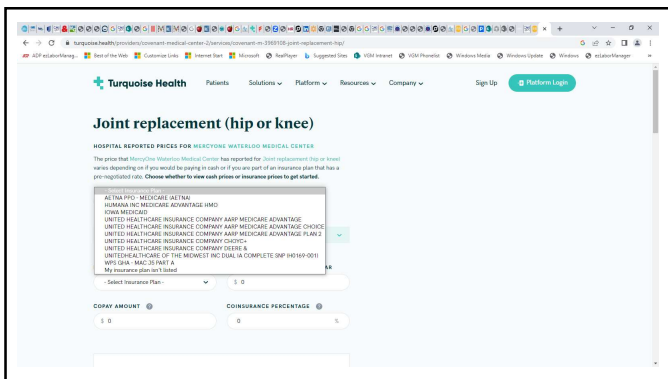 turquoise.health/providers/covenant-medical-center-2/services/covenant-m-3969108-joint-replacement-hip/
ADP ezLaborManag... Best of the Web Customize Links Internet Start Microsoft RealPlayer Suggested Sites VGM Intranet VGM Phonelist Windows Media Windows Update Windows ezLaborManager
Turquoise Health Patients Solutions Platform Resources Company Sign Up Platform Login
Joint replacement (hip or knee)
HOSPITAL REPORTED PRICES FOR MERCYONE WATERLOO MEDICAL CENTER
The price that MercyOne Waterloo Medical Center has reported for Joint replacement (hip or knee)
varies depending on if you would be paying in cash or if you are part of an insurance plan that has a
pre-negotiated rate. Choose whether to view cash prices or insurance prices to get started.
- Select Insurance Plan -
AETNA PPO - MEDICARE (AETNA)
HUMANA INC MEDICARE ADVANTAGE HMO
IOWA MEDICAID
UNITED HEALTHCARE INSURANCE COMPANY AARP MEDICARE ADVANTAGE
UNITED HEALTHCARE INSURANCE COMPANY AARP MEDICARE ADVANTAGE CHOICE
UNITED HEALTHCARE INSURANCE COMPANY AARP MEDICARE ADVANTAGE PLAN 2
UNITED HEALTHCARE INSURANCE COMPANY CHOYC+
UNITED HEALTHCARE INSURANCE COMPANY DEERE &
UNITEDHEALTHCARE OF THE MIDWEST INC DUAL IA COMPLETE SNP (H0169-001)
WPS GHA - MAC J5 PART A
My insurance plan isn't listed
AR
- Select Insurance Plan - $ 0
COPAY AMOUNT COINSURANCE PERCENTAGE
$ 0 0 %